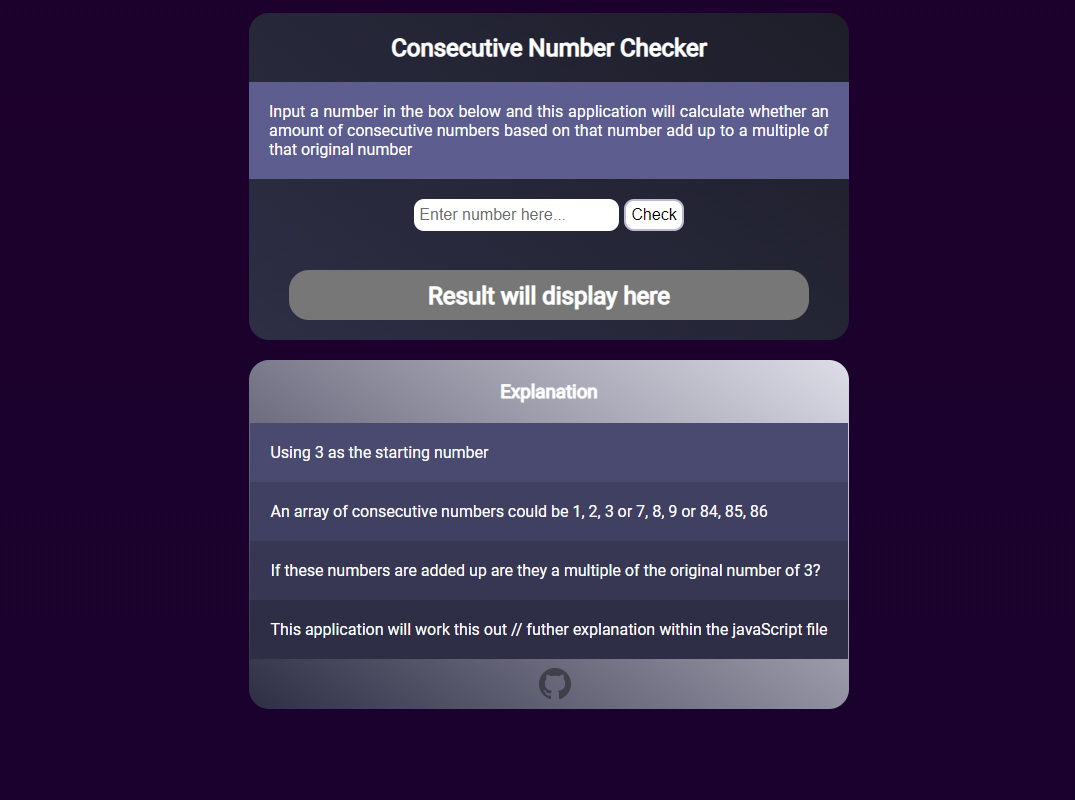 Consecutive Number Checker
Input a number in the box below and this application will calculate whether an
amount of consecutive numbers based on that number add up to a multiple of
that original number
Enter number here... Check
Result will display here
Explanation
Using 3 as the starting number
An array of consecutive numbers could be 1, 2, 3 or 7, 8, 9 or 84, 85, 86
If these numbers are added up are they a multiple of the original number of 3?
This application will work this out // futher explanation within the javaScript file